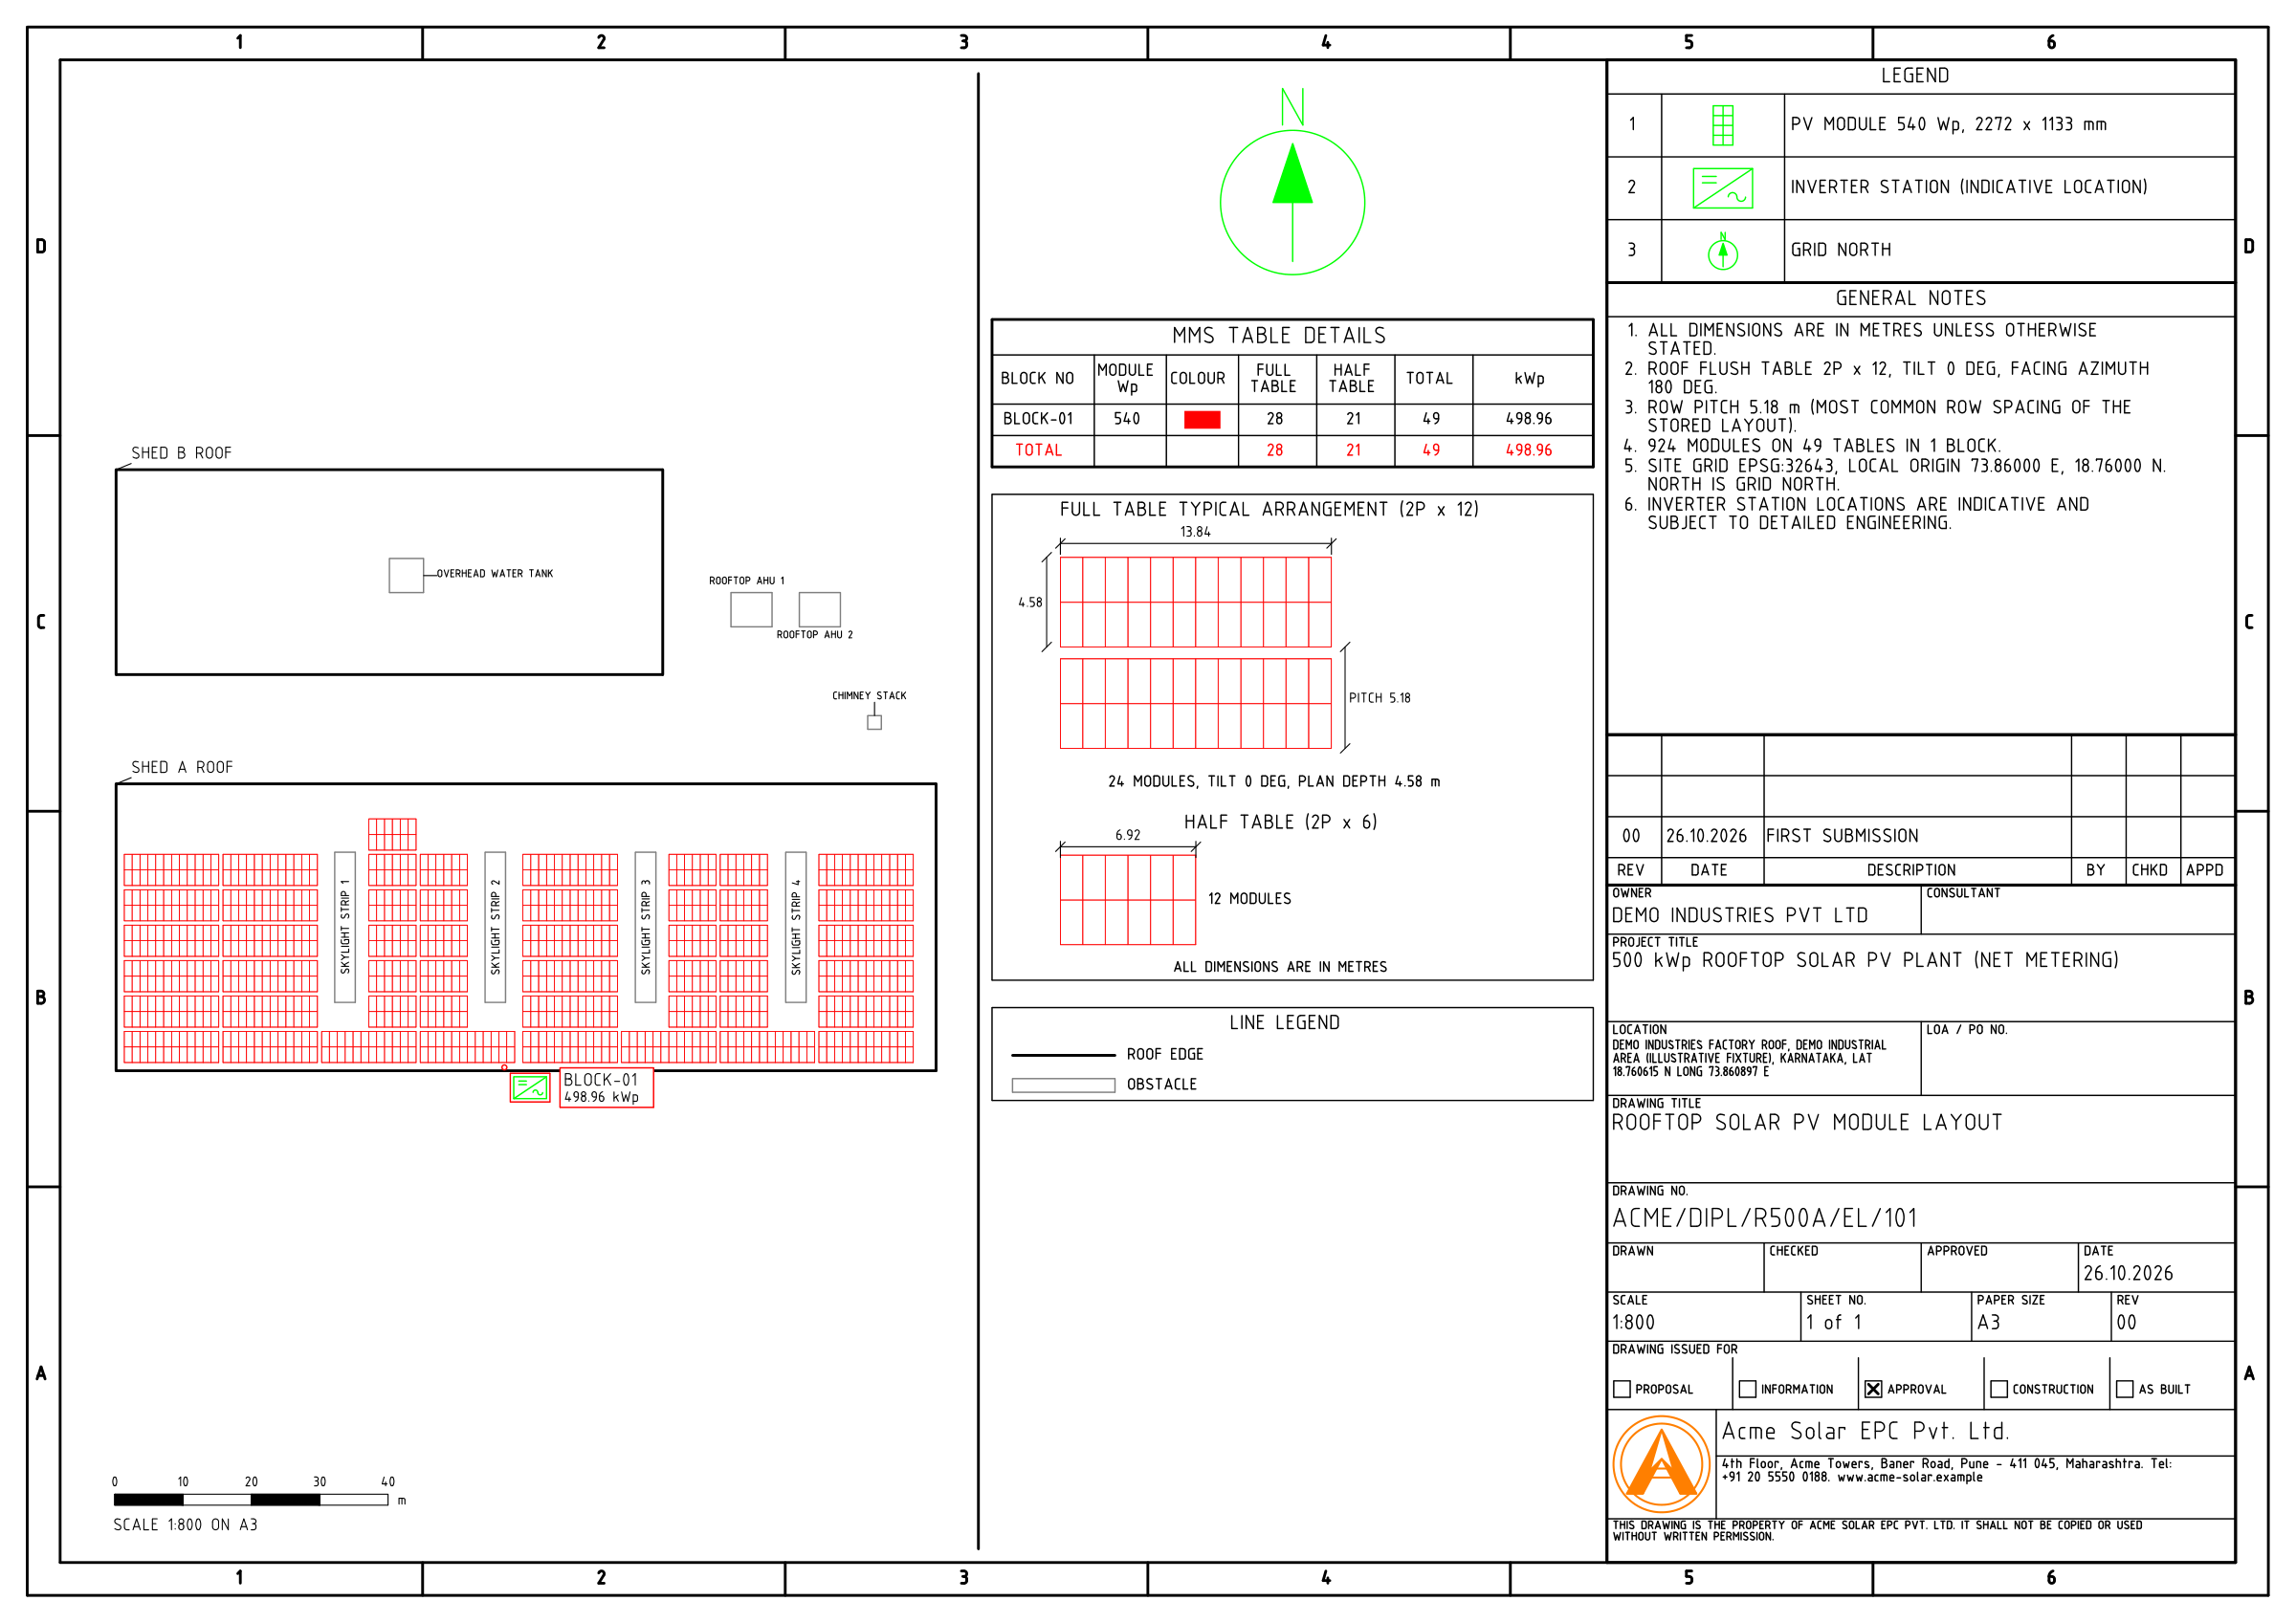 1 2 3 4 5 6
D
C
B
A
D
C
B
A
SHED B ROOF
OVERHEAD WATER TANK
ROOFTOP AHU 1
ROOFTOP AHU 2
CHIMNEY STACK
SHED A ROOF
SKYLIGHT STRIP 1
SKYLIGHT STRIP 2
SKYLIGHT STRIP 3
SKYLIGHT STRIP 4
BLOCK-01
498.96 kWp
0 10 20 30 40
m
SCALE 1:800 ON A3
N
MMS TABLE DETAILS
BLOCK NO MODULE Wp COLOUR FULL TABLE HALF TABLE TOTAL kWp
BLOCK-01 540 28 21 49 498.96
TOTAL 28 21 49 498.96
FULL TABLE TYPICAL ARRANGEMENT (2P x 12)
13.84
4.58
PITCH 5.18
24 MODULES, TILT 0 DEG, PLAN DEPTH 4.58 m
HALF TABLE (2P x 6)
6.92
12 MODULES
ALL DIMENSIONS ARE IN METRES
LINE LEGEND
ROOF EDGE
OBSTACLE
LEGEND
1 PV MODULE 540 Wp, 2272 x 1133 mm
2 INVERTER STATION (INDICATIVE LOCATION)
3 N GRID NORTH
GENERAL NOTES
1. ALL DIMENSIONS ARE IN METRES UNLESS OTHERWISE
STATED.
2. ROOF FLUSH TABLE 2P x 12, TILT 0 DEG, FACING AZIMUTH
180 DEG.
3. ROW PITCH 5.18 m (MOST COMMON ROW SPACING OF THE
STORED LAYOUT).
4. 924 MODULES ON 49 TABLES IN 1 BLOCK.
5. SITE GRID EPSG:32643, LOCAL ORIGIN 73.86000 E, 18.76000 N.
NORTH IS GRID NORTH.
6. INVERTER STATION LOCATIONS ARE INDICATIVE AND
SUBJECT TO DETAILED ENGINEERING.
00 26.10.2026 FIRST SUBMISSION
REV DATE DESCRIPTION BY CHKD APPD
OWNER
DEMO INDUSTRIES PVT LTD
CONSULTANT
PROJECT TITLE
500 kWp ROOFTOP SOLAR PV PLANT (NET METERING)
LOCATION
DEMO INDUSTRIES FACTORY ROOF, DEMO INDUSTRIAL
AREA (ILLUSTRATIVE FIXTURE), KARNATAKA, LAT
18.760615 N LONG 73.860897 E
LOA / PO NO.
DRAWING TITLE
ROOFTOP SOLAR PV MODULE LAYOUT
DRAWING NO.
ACME/DIPL/R500A/EL/101
DRAWN CHECKED APPROVED DATE
26.10.2026
SCALE SHEET NO. PAPER SIZE REV
1:800 1 of 1 A3 00
DRAWING ISSUED FOR
PROPOSAL INFORMATION APPROVAL CONSTRUCTION AS BUILT
Acme Solar EPC Pvt. Ltd.
4th Floor, Acme Towers, Baner Road, Pune - 411 045, Maharashtra. Tel:
+91 20 5550 0188. www.acme-solar.example
THIS DRAWING IS THE PROPERTY OF ACME SOLAR EPC PVT. LTD. IT SHALL NOT BE COPIED OR USED
WITHOUT WRITTEN PERMISSION.
1 2 3 4 5 6